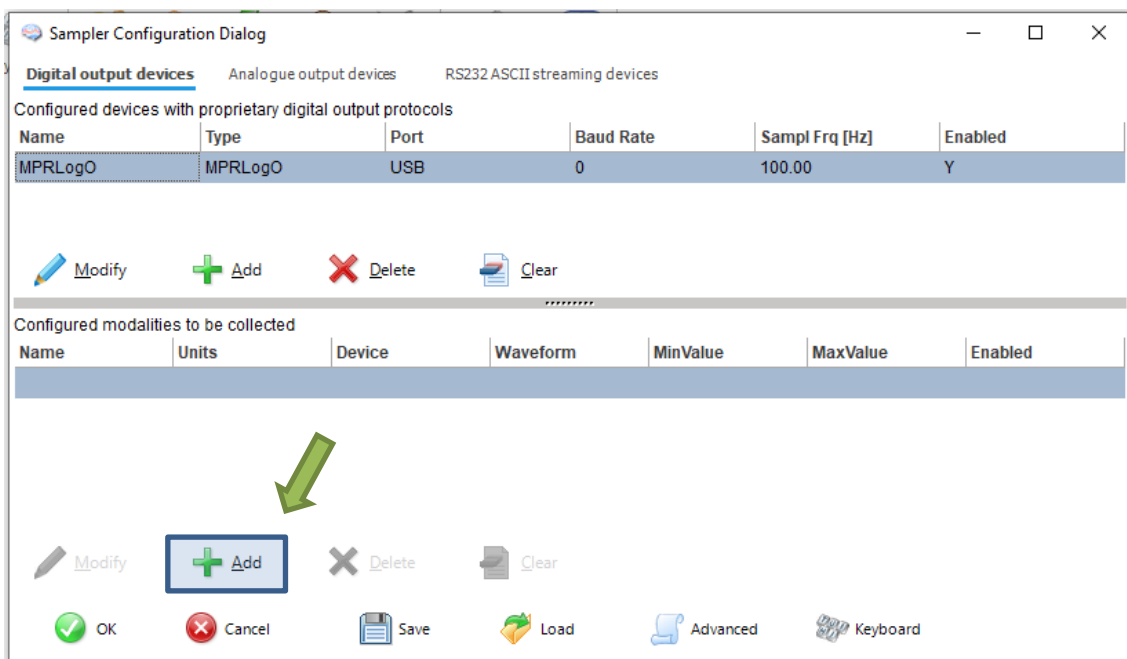 Sampler Configuration Dialog
Digital output devices Analogue output devices RS232 ASCII streaming devices
Configured devices with proprietary digital output protocols
Name Type Port Baud Rate Sampl Frq [Hz] Enabled
MPRLogO MPRLogO USB 0 100.00 Y
Modify Add Delete Clear
Configured modalities to be collected
Name Units Device Waveform MinValue MaxValue Enabled
Modify Add Delete Clear
OK Cancel Save Load Advanced Keyboard